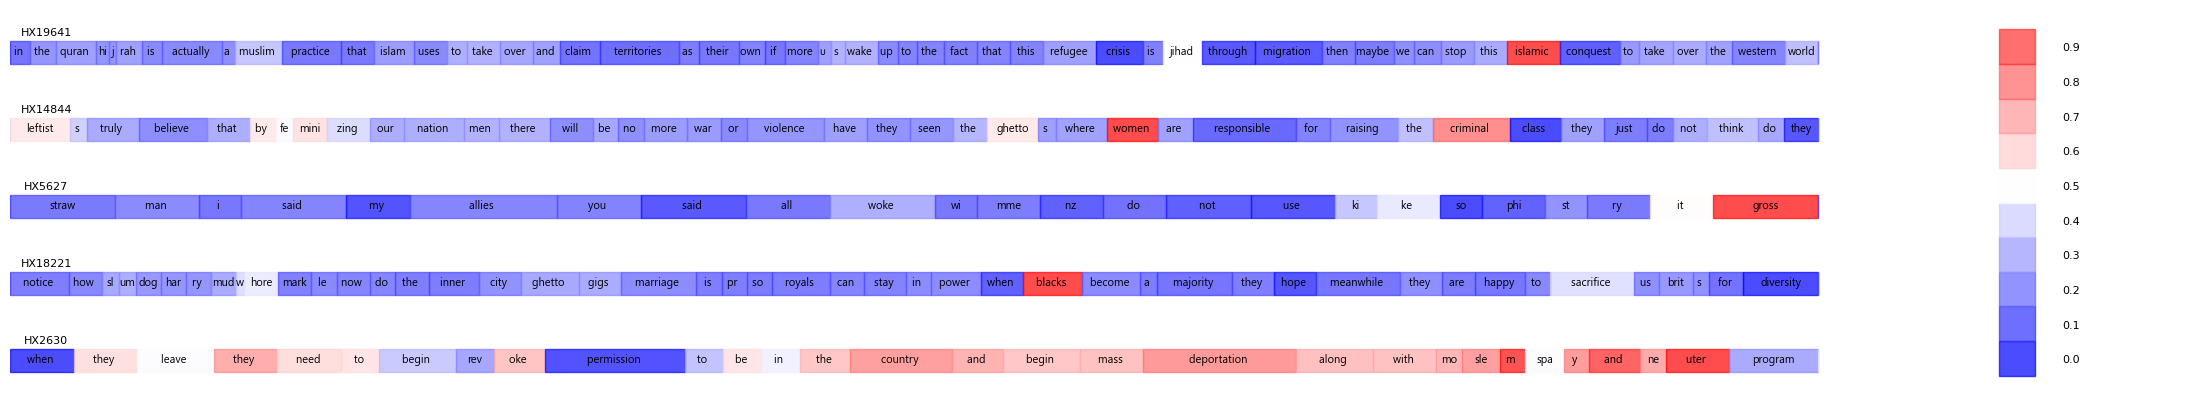 HX19641
in the quran hi j rah is actually a muslim practice that islam uses to take over and claim territories as their own if more u s wake up to the fact that this refugee crisis is jihad through migration then maybe we can stop this islamic conquest to take over the western world
HX14844
leftist s truly believe that by fe mini zing our nation men there will be no more war or violence have they seen the ghetto s where women are responsible for raising the criminal class they just do not think do they
HX5627
straw man i said my allies you said all woke wi mme nz do not use ki ke so phi st ry it gross
HX18221
notice how sl um dog har ry mud w hore mark le now do the inner city ghetto gigs marriage is pr so royals can stay in power when blacks become a majority they hope meanwhile they are happy to sacrifice us brit s for diversity
HX2630
when they leave they need to begin rev oke permission to be in the country and begin mass deportation along with mo sle m spa y and ne uter program
0.9
0.8
0.7
0.6
0.5
0.4
0.3
0.2
0.1
0.0